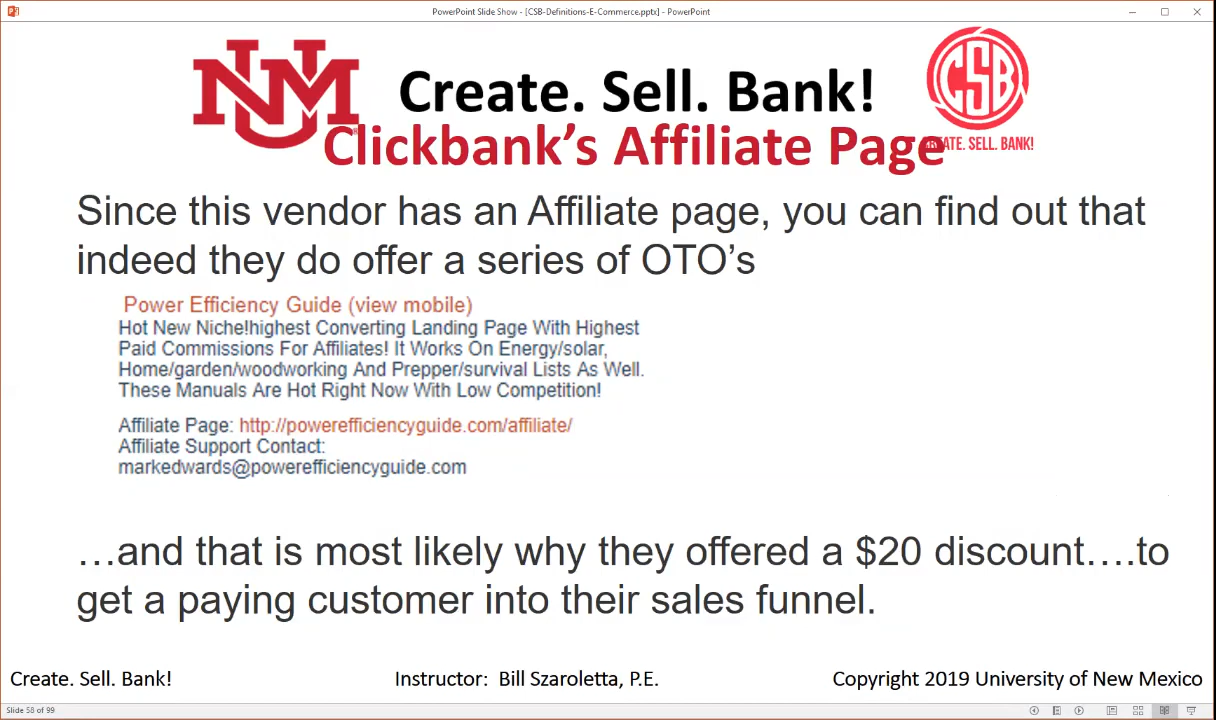 PowerPoint Slide Show - [CSB-Definitions-E-Commerce.pptx] - PowerPoint
UNM
Create. Sell. Bank!
CSB
Clickbank's Affiliate Page
Since this vendor has an Affiliate page, you can find out that
indeed they do offer a series of OTO's
Power Efficiency Guide (view mobile)
Hot New Niche!highest Converting Landing Page With Highest
Paid Commissions For Affiliates! It Works On Energy/solar,
Home/garden/woodworking And Prepper/survival Lists As Well.
These Manuals Are Hot Right Now With Low Competition!
Affiliate Page: http://powerefficiencyguide.com/affiliate/
Affiliate Support Contact:
markedwards@powerefficiencyguide.com
…and that is most likely why they offered a $20 discount….to
get a paying customer into their sales funnel.
Create. Sell. Bank!
Instructor: Bill Szaroletta, P.E.
Copyright 2019 University of New Mexico
Slide 58 of 99